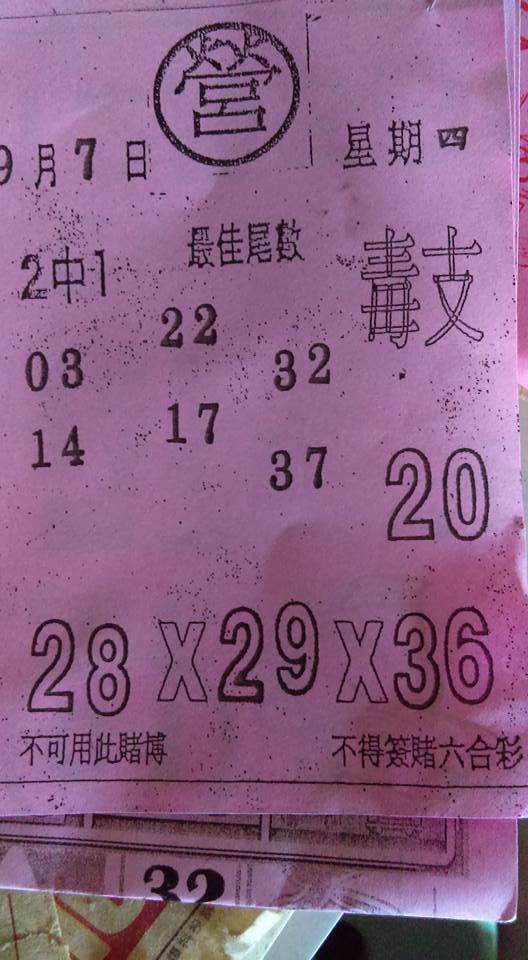 營
9月7日 星期四
2中1 最佳尾數 毒支
03 22 32
14 17 37
20
28 X 29 X 36
不可用此賭博 不得簽賭六合彩
32